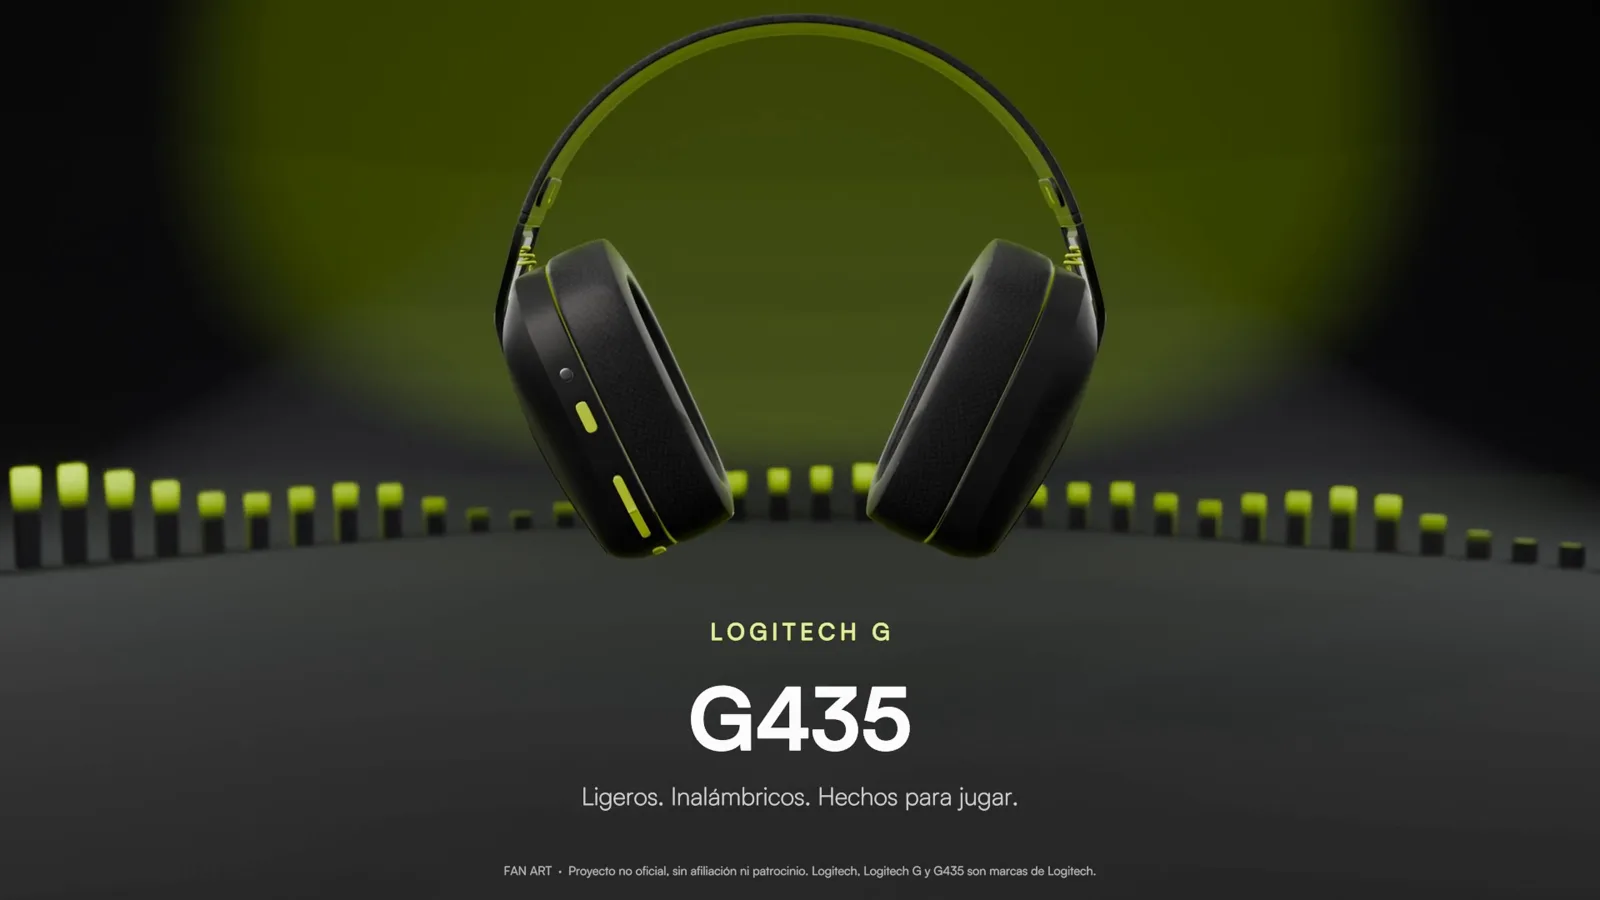 LOGITECH G
G435
Ligeros. Inalámbricos. Hechos para jugar.
FAN ART · Proyecto no oficial, sin afiliación ni patrocinio. Logitech, Logitech G y G435 son marcas de Logitech.